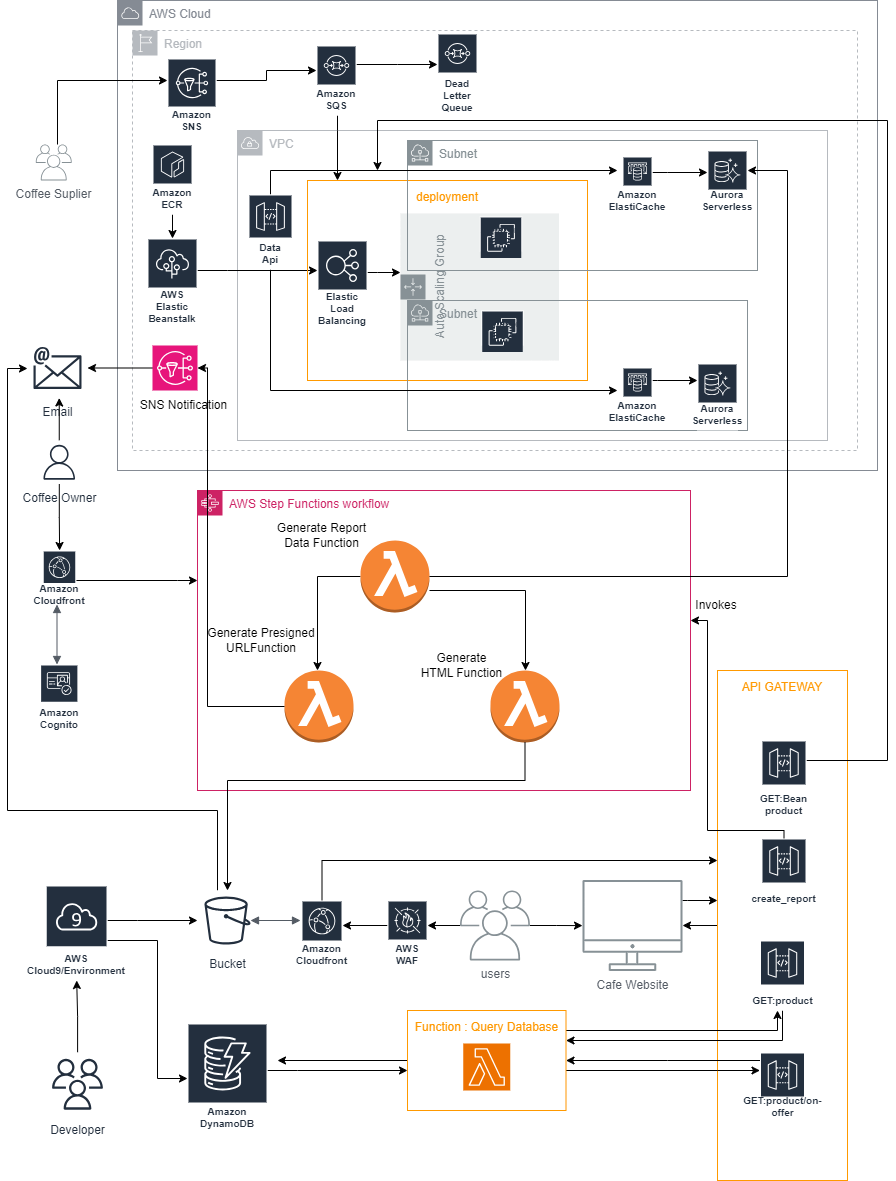 AWS Cloud
Region
Amazon
SNS
Amazon
SQS
Dead
Letter
Queue
Coffee Suplier
VPC
Subnet
Amazon
ECR
deployment
Amazon
ElastiCache
Aurora
Serverless
Data
Api
Auto Scaling Group
AWS
Elastic
Beanstalk
Elastic
Load
Balancing
Subnet
@
Email
SNS Notification
Amazon
ElastiCache
Aurora
Serverless
Coffee Owner
AWS Step Functions workflow
Generate Report
Data Function
Amazon
Cloudfront
Invokes
Generate Presigned
URLFunction
Generate
HTML Function
Amazon
Cognito
API GATEWAY
GET:Bean
product
create_report
9
AWS
Cloud9/Environment
Bucket
Amazon
Cloudfront
AWS
WAF
users
Cafe Website
GET:product
Function : Query Database
GET:product/on-
offer
Amazon
DynamoDB
Developer